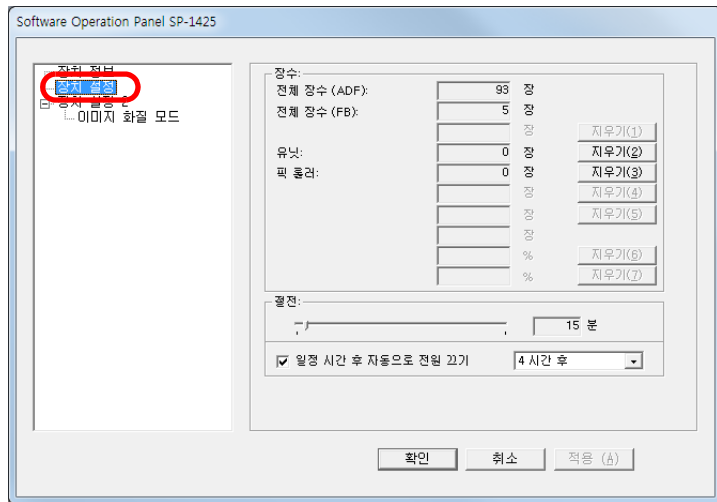 Software Operation Panel SP-1425
장치 정보
장치 설정
장치 설정 2
이미지 화질 모드
장수:
전체 장수 (ADF): 93 장
전체 장수 (FB): 5 장
장 지우기(1)
유닛: 0 장 지우기(2)
픽 롤러: 0 장 지우기(3)
장 지우기(4)
장 지우기(5)
장
% 지우기(6)
% 지우기(7)
절전:
15 분
일정 시간 후 자동으로 전원 끄기 4 시간 후
확인 취소 적용 (A)